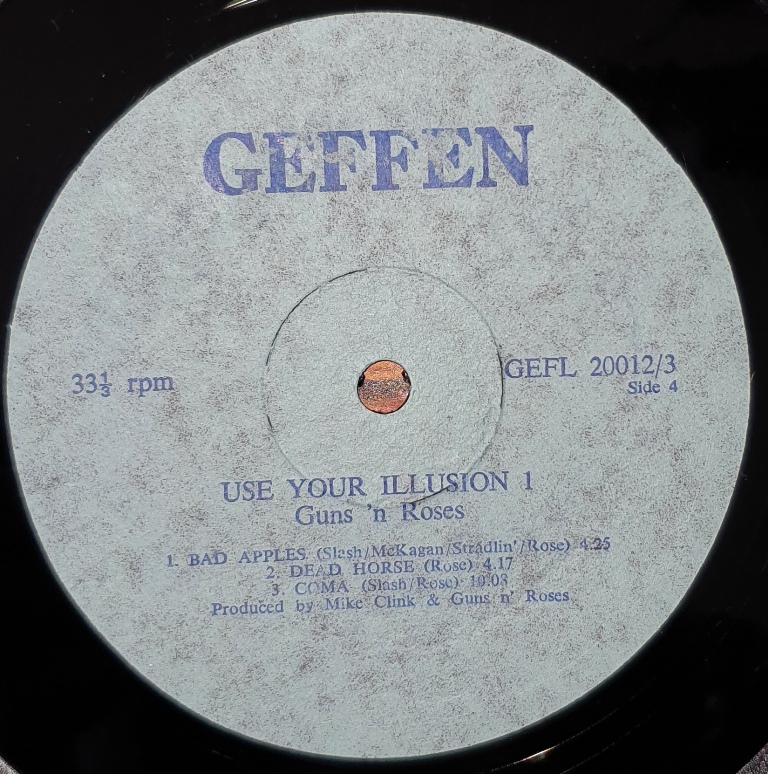 GEFFEN
33⅓ rpm
GEFL 20012/3
Side 4
USE YOUR ILLUSION 1
Guns 'n Roses
1. BAD APPLES (Slash/McKagan/Stradlin'/Rose) 4.25
2. DEAD HORSE (Rose) 4.17
3. COMA (Slash/Rose) 10.08
Produced by Mike Clink & Guns n' Roses